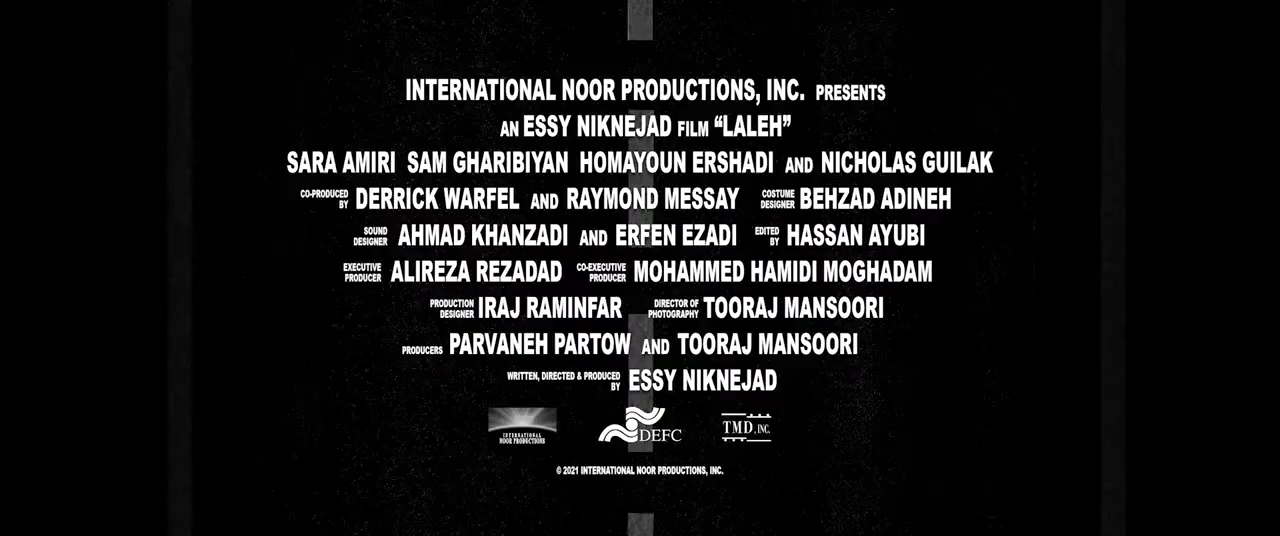 INTERNATIONAL NOOR PRODUCTIONS, INC. PRESENTS
AN ESSY NIKNEJAD FILM “LALEH”
SARA AMIRI SAM GHARIBIYAN HOMAYOUN ERSHADI AND NICHOLAS GUILAK
CO-PRODUCED BY DERRICK WARFEL AND RAYMOND MESSAY COSTUME DESIGNER BEHZAD ADINEH
SOUND DESIGNER AHMAD KHANZADI AND ERFEN EZADI EDITED BY HASSAN AYUBI
EXECUTIVE PRODUCER ALIREZA REZADAD CO-EXECUTIVE PRODUCER MOHAMMED HAMIDI MOGHADAM
PRODUCTION DESIGNER IRAJ RAMINFAR DIRECTOR OF PHOTOGRAPHY TOORAJ MANSOORI
PRODUCERS PARVANEH PARTOW AND TOORAJ MANSOORI
WRITTEN, DIRECTED & PRODUCED BY ESSY NIKNEJAD
INTERNATIONAL NOOR PRODUCTIONS DEFC TMD, INC.
© 2021 INTERNATIONAL NOOR PRODUCTIONS, INC.